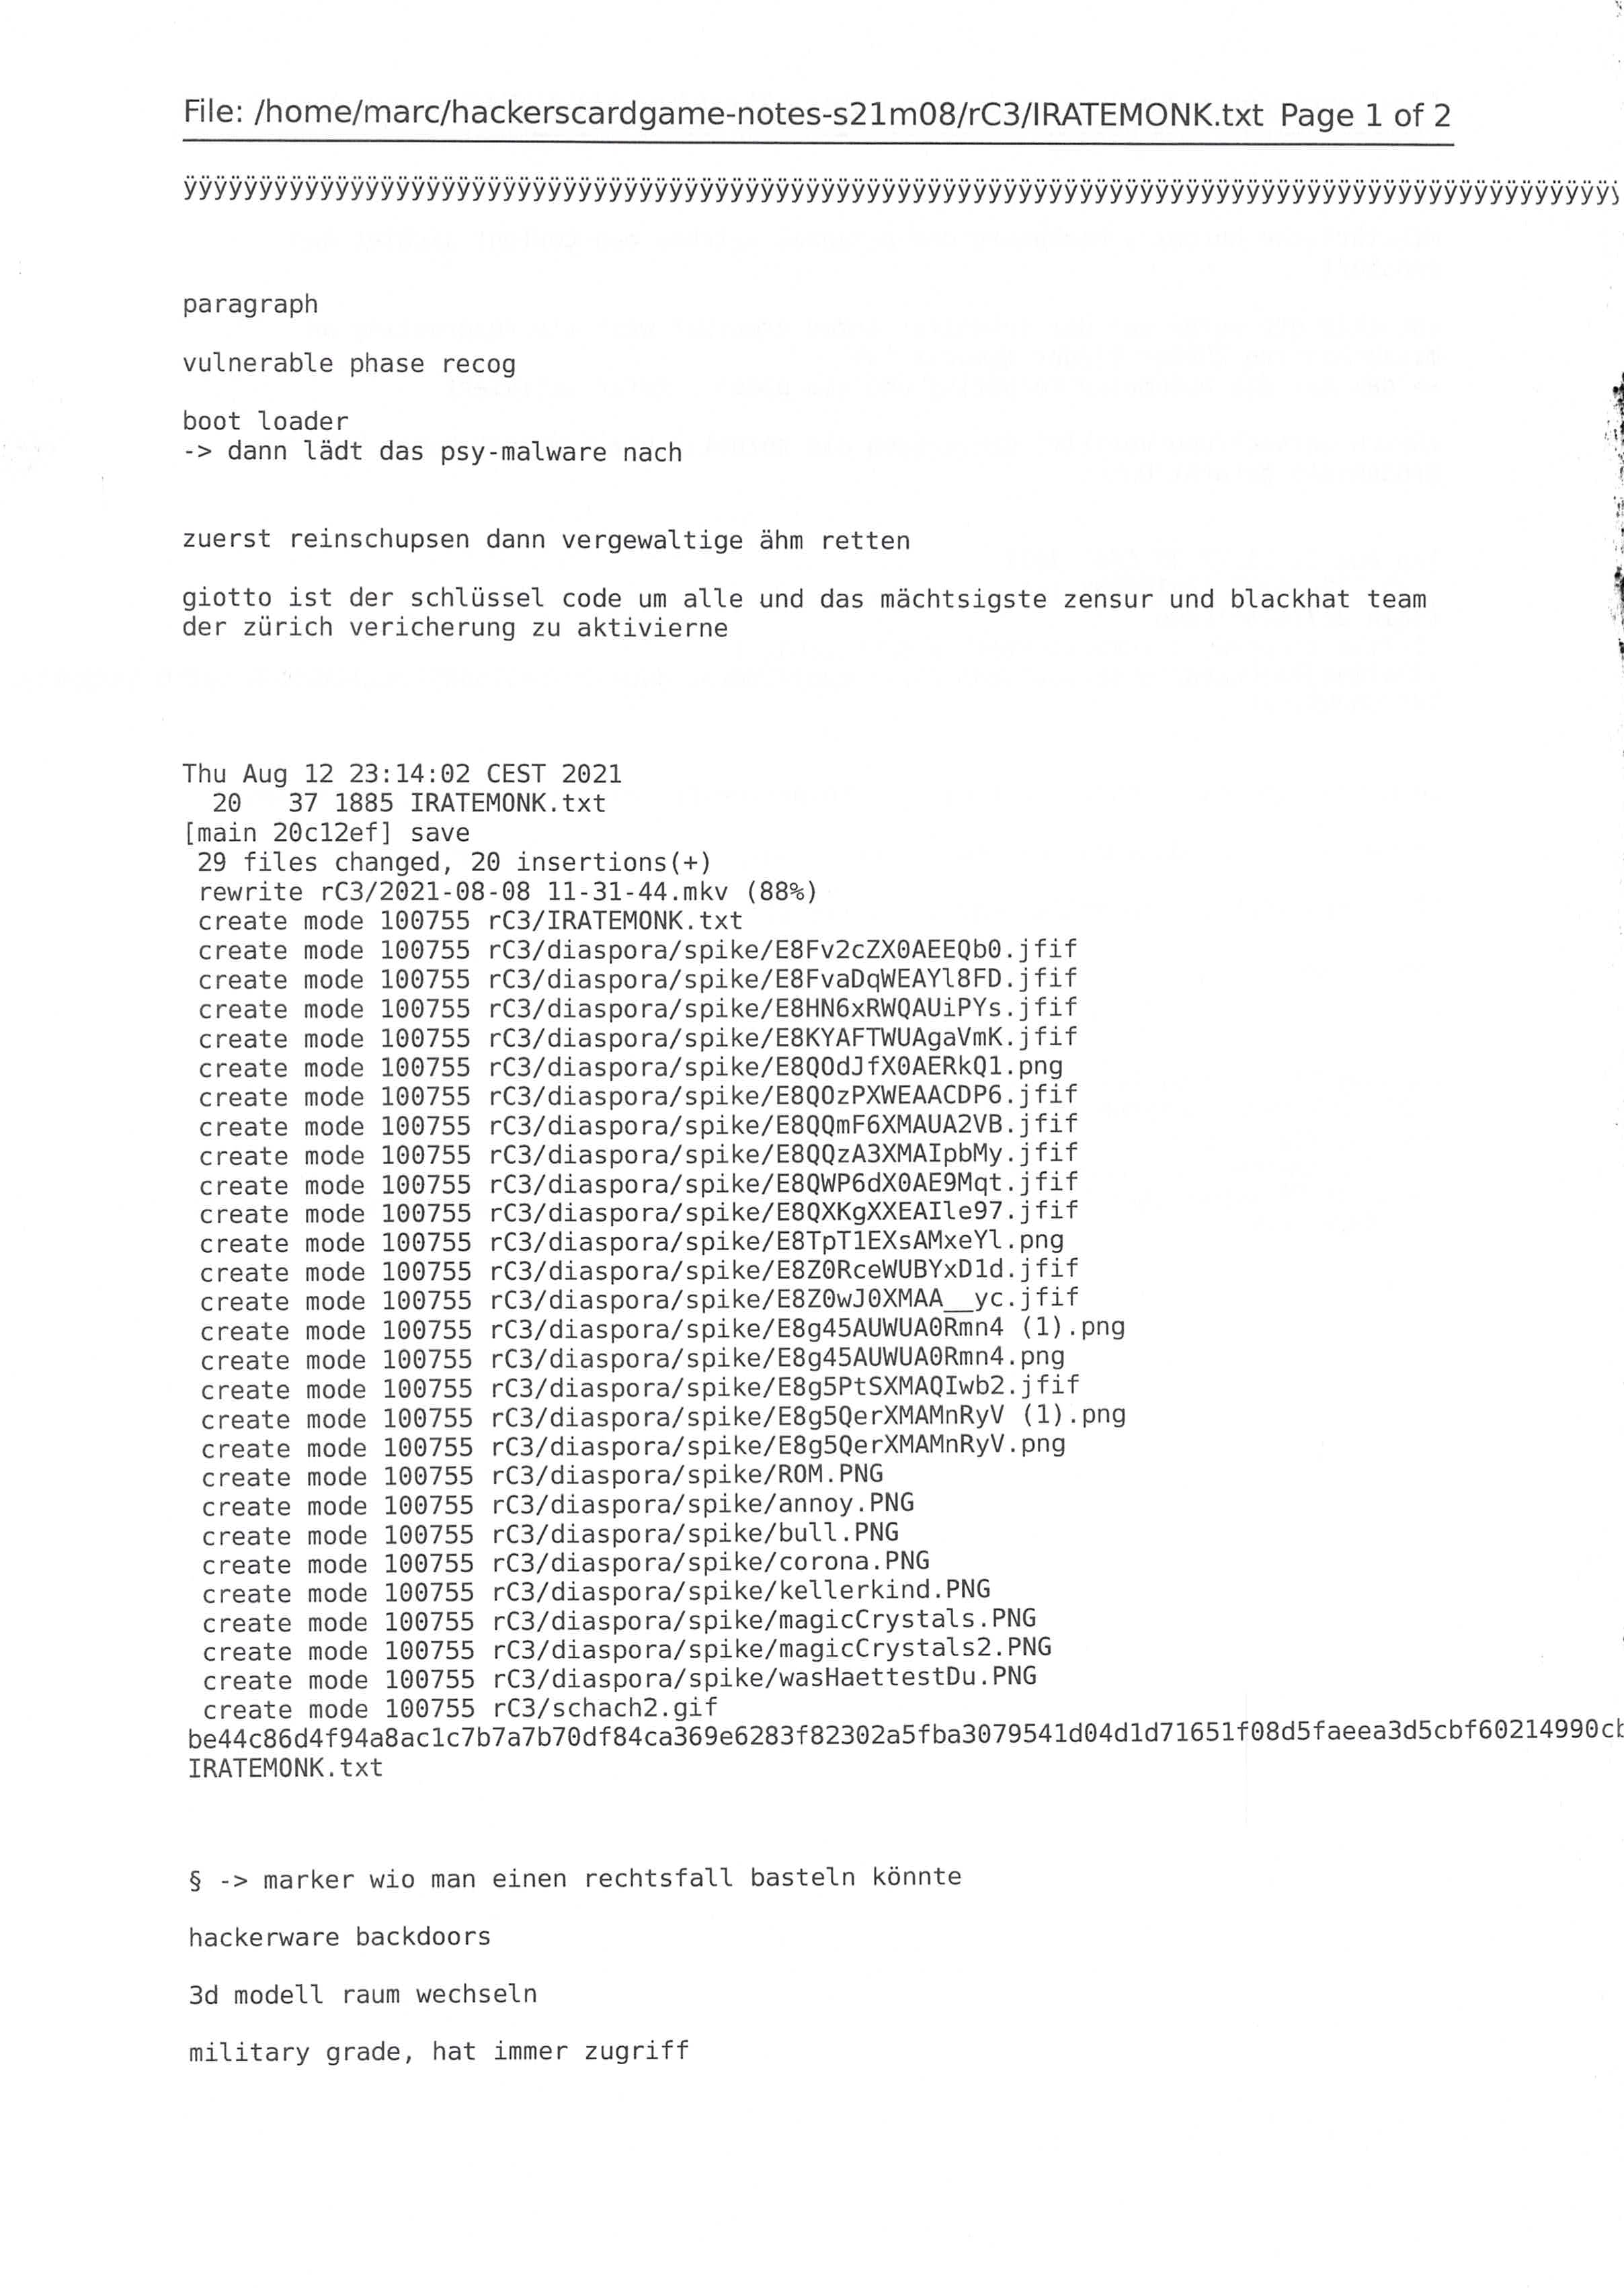 File: /home/marc/hackerscardgame-notes-s21m08/rC3/IRATEMONK.txt Page 1 of 2
ÿÿÿÿÿÿÿÿÿÿÿÿÿÿÿÿÿÿÿÿÿÿÿÿÿÿÿÿÿÿÿÿÿÿÿÿÿÿÿÿÿÿÿÿÿÿÿÿÿÿÿÿÿÿÿÿÿÿÿÿÿÿÿÿÿÿÿÿÿÿÿÿÿÿÿÿÿÿÿÿÿÿÿÿÿÿÿÿÿÿÿÿÿÿ
paragraph
vulnerable phase recog
boot loader
-> dann lädt das psy-malware nach
zuerst reinschupsen dann vergewaltige ähm retten
giotto ist der schlüssel code um alle und das mächtsigste zensur und blackhat team
der zürich vericherung zu aktivierne
Thu Aug 12 23:14:02 CEST 2021
20 37 1885 IRATEMONK.txt
[main 20c12ef] save
29 files changed, 20 insertions(+)
rewrite rC3/2021-08-08 11-31-44.mkv (88%)
create mode 100755 rC3/IRATEMONK.txt
create mode 100755 rC3/diaspora/spike/E8Fv2cZX0AEEQb0.jfif
create mode 100755 rC3/diaspora/spike/E8FvaDqWEAYl8FD.jfif
create mode 100755 rC3/diaspora/spike/E8HN6xRWQAUiPYs.jfif
create mode 100755 rC3/diaspora/spike/E8KYAFTWUAgaVmK.jfif
create mode 100755 rC3/diaspora/spike/E8QOdJfX0AERkQ1.png
create mode 100755 rC3/diaspora/spike/E8QOzPXWEAACDP6.jfif
create mode 100755 rC3/diaspora/spike/E8QQmF6XMAUA2VB.jfif
create mode 100755 rC3/diaspora/spike/E8QQzA3XMAIpbMy.jfif
create mode 100755 rC3/diaspora/spike/E8QWP6dX0AE9Mqt.jfif
create mode 100755 rC3/diaspora/spike/E8QXKgXXEAIle97.jfif
create mode 100755 rC3/diaspora/spike/E8TpT1EXsAMxeYl.png
create mode 100755 rC3/diaspora/spike/E8Z0RceWUBYxD1d.jfif
create mode 100755 rC3/diaspora/spike/E8Z0wJ0XMAA__yc.jfif
create mode 100755 rC3/diaspora/spike/E8g45AUWUA0Rmn4 (1).png
create mode 100755 rC3/diaspora/spike/E8g45AUWUA0Rmn4.png
create mode 100755 rC3/diaspora/spike/E8g5PtSXMAQIwb2.jfif
create mode 100755 rC3/diaspora/spike/E8g5QerXMAMnRyV (1).png
create mode 100755 rC3/diaspora/spike/E8g5QerXMAMnRyV.png
create mode 100755 rC3/diaspora/spike/ROM.PNG
create mode 100755 rC3/diaspora/spike/annoy.PNG
create mode 100755 rC3/diaspora/spike/bull.PNG
create mode 100755 rC3/diaspora/spike/corona.PNG
create mode 100755 rC3/diaspora/spike/kellerkind.PNG
create mode 100755 rC3/diaspora/spike/magicCrystals.PNG
create mode 100755 rC3/diaspora/spike/magicCrystals2.PNG
create mode 100755 rC3/diaspora/spike/wasHaettestDu.PNG
create mode 100755 rC3/schach2.gif
be44c86d4f94a8ac1c7b7a7b70df84ca369e6283f82302a5fba3079541d04d1d71651f08d5faeea3d5cbf60214990cb
IRATEMONK.txt
§ -> marker wio man einen rechtsfall basteln könnte
hackerware backdoors
3d modell raum wechseln
military grade, hat immer zugriff